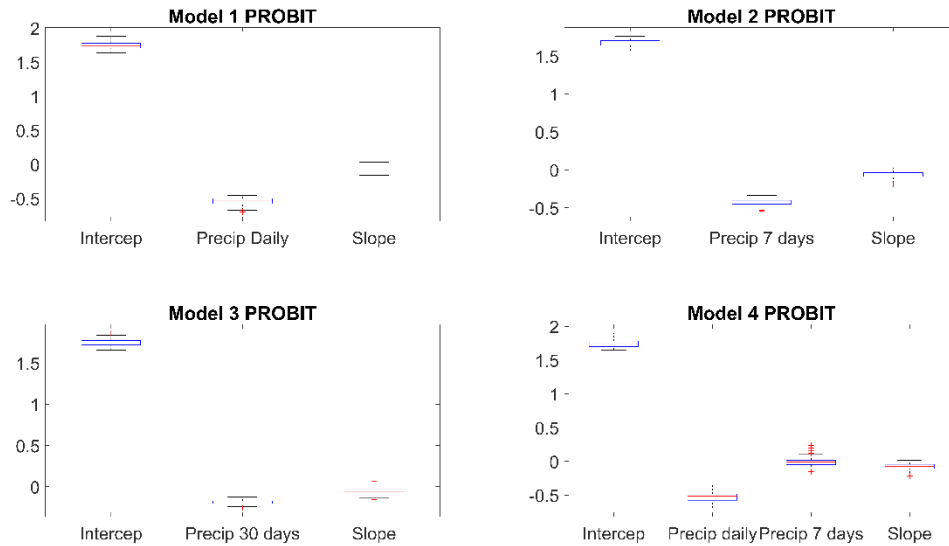 Model 1 PROBIT
2
1.5
1
0.5
0
-0.5
Intercep Precip Daily Slope
Model 2 PROBIT
1.5
1
0.5
0
-0.5
Intercep Precip 7 days Slope
Model 3 PROBIT
1.5
1
0.5
0
Intercep Precip 30 days Slope
Model 4 PROBIT
2
1.5
1
0.5
0
-0.5
Intercep Precip daily Precip 7 days Slope